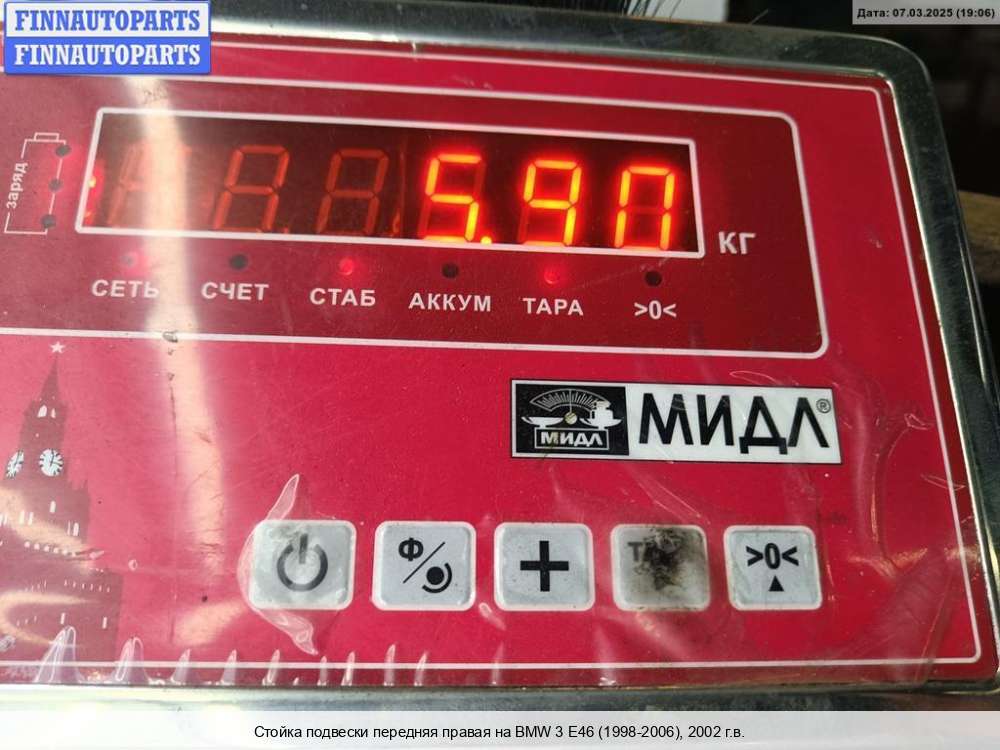 FINNAUTOPARTS
FINNAUTOPARTS
Дата: 07.03.2025 (19:06)
Заряд
5.90
КГ
СЕТЬ СЧЕТ СТАБ АККУМ ТАРА >0<
МИДЛ МИДЛ®
Ф + >0<
Стойка подвески передняя правая на BMW 3 E46 (1998-2006), 2002 г.в.